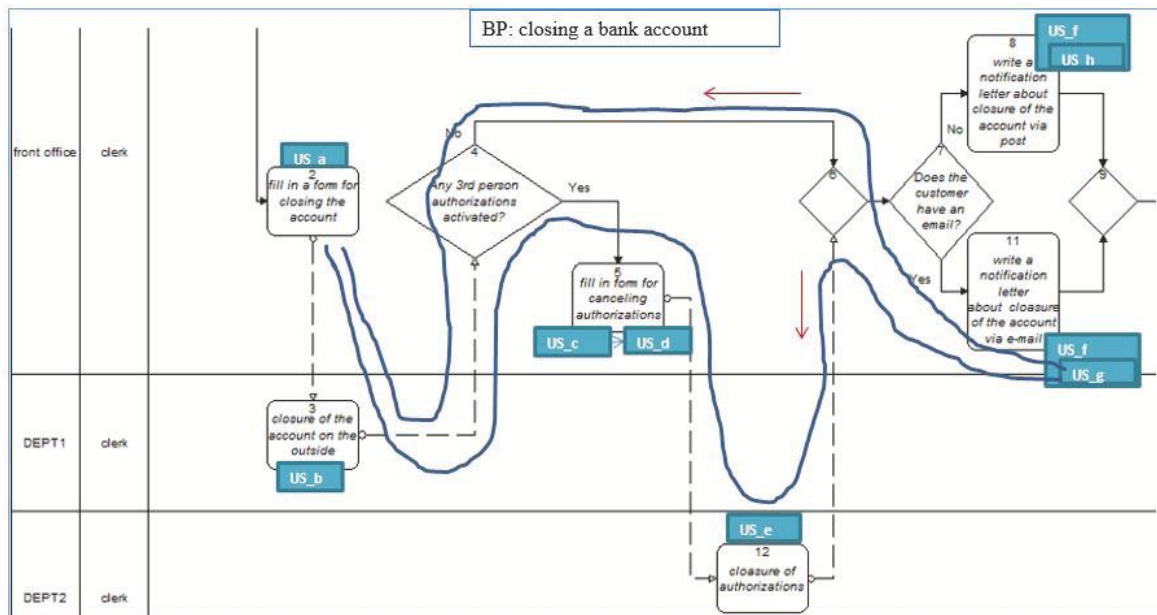 BP: closing a bank account
front office
clerk
US_a
2
fill in a form for
closing the
account
No
4
Any 3rd person
authorizations
activated?
Yes
5
fill in form for
canceling
authorizations
US_c
US_d
6
7
Does the
customer
have an
email?
No
Yes
US_f
US_h
8
write a
notification
letter about
closure of the
account via
post
9
11
write a
notification
letter
about cloasure
of the account
via e-mail
US_f
US_g
DEPT1
clerk
3
closure of the
account on the
outside
US_b
DEPT2
clerk
US_e
12
cloasure of
authorizations